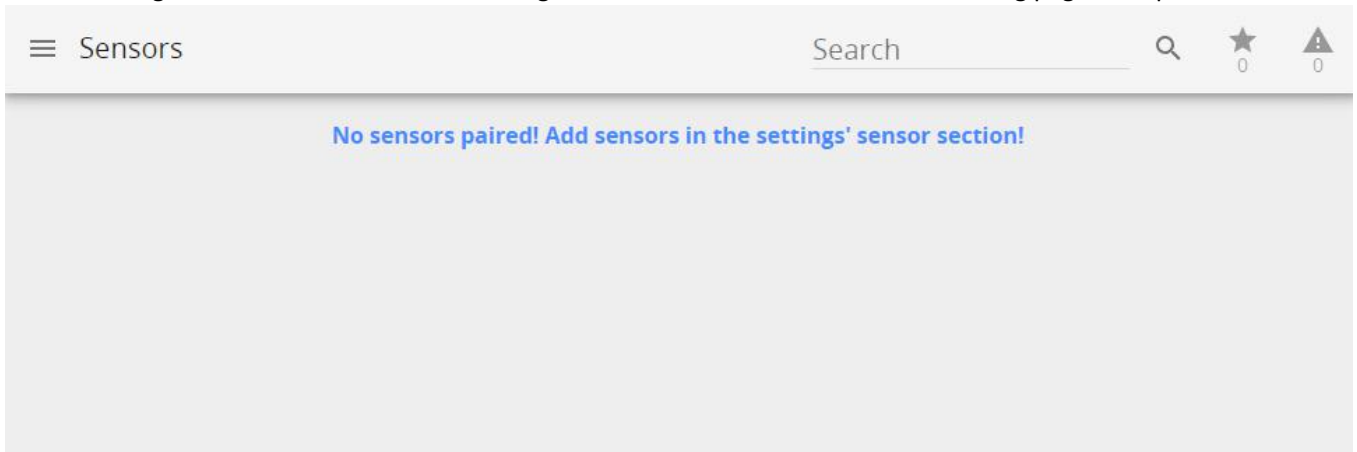 Sensors
Search
0
0
No sensors paired! Add sensors in the settings' sensor section!